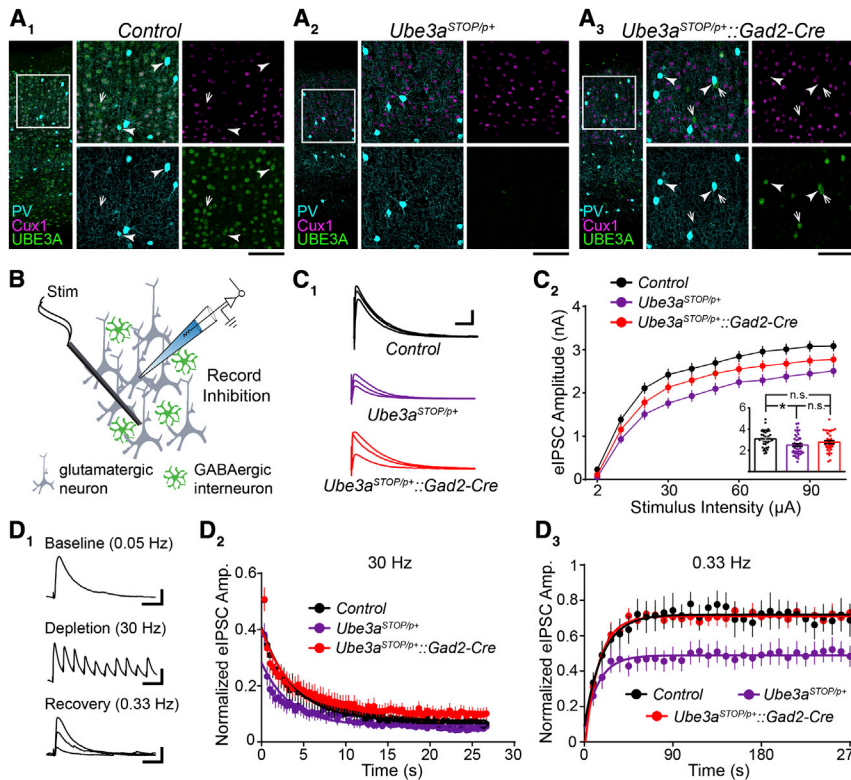 A1 Control
A2 Ube3aSTOP/p+
A3 Ube3aSTOP/p+::Gad2-Cre
PV
Cux1
UBE3A
PV
Cux1
UBE3A
PV
Cux1
UBE3A
B
Stim
Record
Inhibition
glutamatergic
neuron
GABAergic
interneuron
C1
Control
Ube3aSTOP/p+
Ube3aSTOP/p+::Gad2-Cre
C2
Control
Ube3aSTOP/p+
Ube3aSTOP/p+::Gad2-Cre
eIPSC Amplitude (nA)
4
3
2
1
0
2 30 60 90
Stimulus Intensity (μA)
n.s.
* n.s.
6
4
2
D1
Baseline (0.05 Hz)
Depletion (30 Hz)
Recovery (0.33 Hz)
D2
30 Hz
Control
Ube3aSTOP/p+
Ube3aSTOP/p+::Gad2-Cre
Normalized eIPSC Amp.
0.6
0.4
0.2
0
0 5 10 15 20 25 30
Time (s)
D3
0.33 Hz
Normalized eIPSC Amp.
1
0.8
0.6
0.4
0.2
0
Control Ube3aSTOP/p+
Ube3aSTOP/p+::Gad2-Cre
0 90 180 27
Time (s)